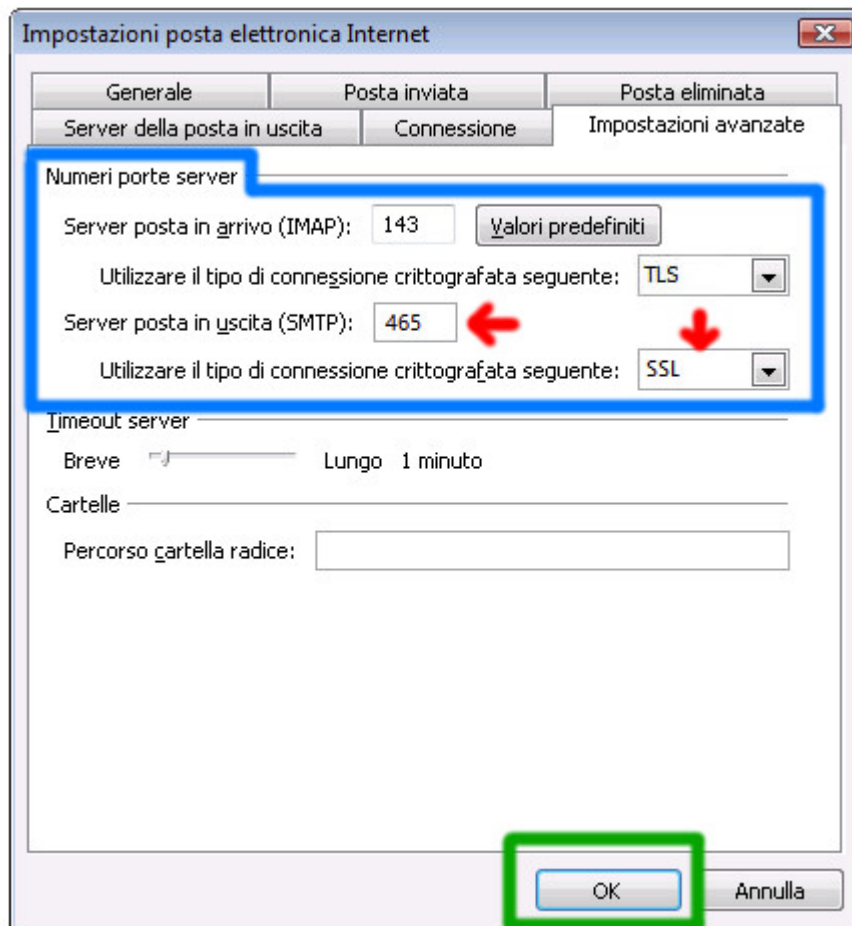 Impostazioni posta elettronica Internet
Generale Posta inviata Posta eliminata
Server della posta in uscita Connessione Impostazioni avanzate
Numeri porte server
Server posta in arrivo (IMAP): 143 Valori predefiniti
Utilizzare il tipo di connessione crittografata seguente: TLS
Server posta in uscita (SMTP): 465
Utilizzare il tipo di connessione crittografata seguente: SSL
Timeout server
Breve Lungo 1 minuto
Cartelle
Percorso cartella radice:
OK Annulla